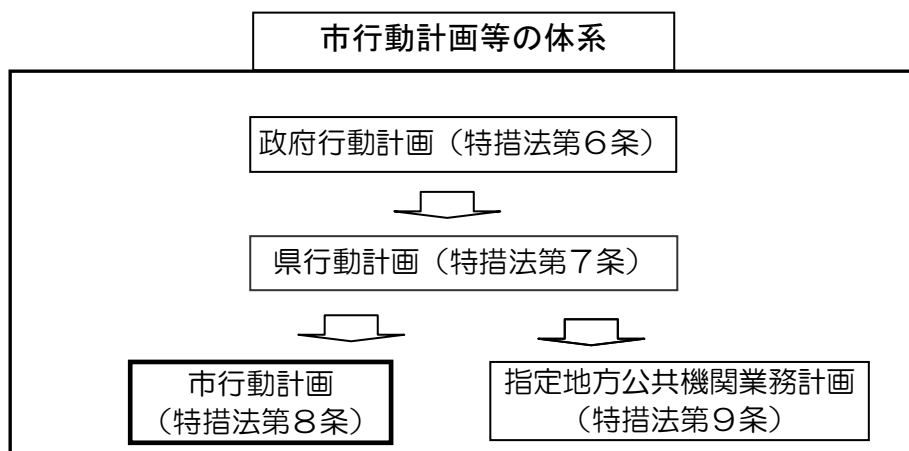 市行動計画等の体系
政府行動計画（特措法第６条）
県行動計画（特措法第７条）
市行動計画
（特措法第８条）
指定地方公共機関業務計画
（特措法第９条）